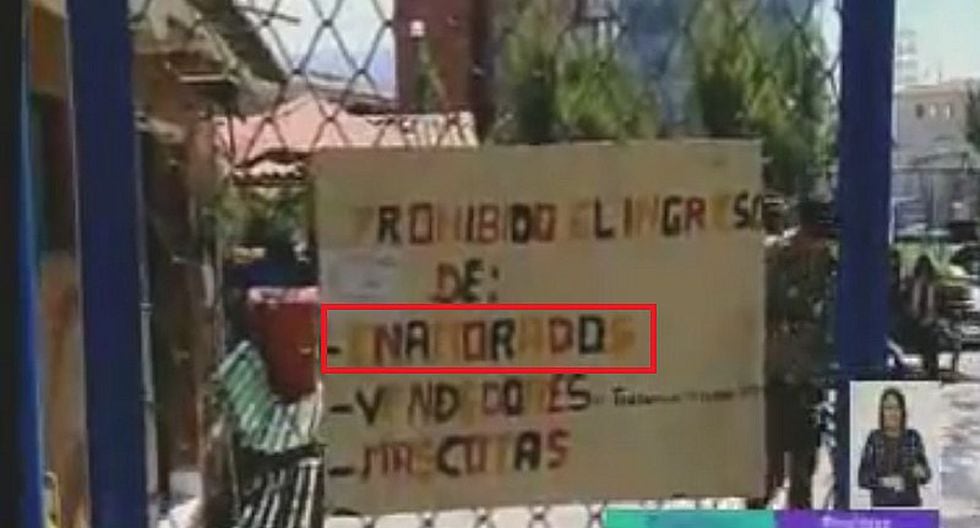 PROHIBIDO EL INGRESO
DE:
-ENAMORADOS
-VENDEDORES
-MASCOTAS